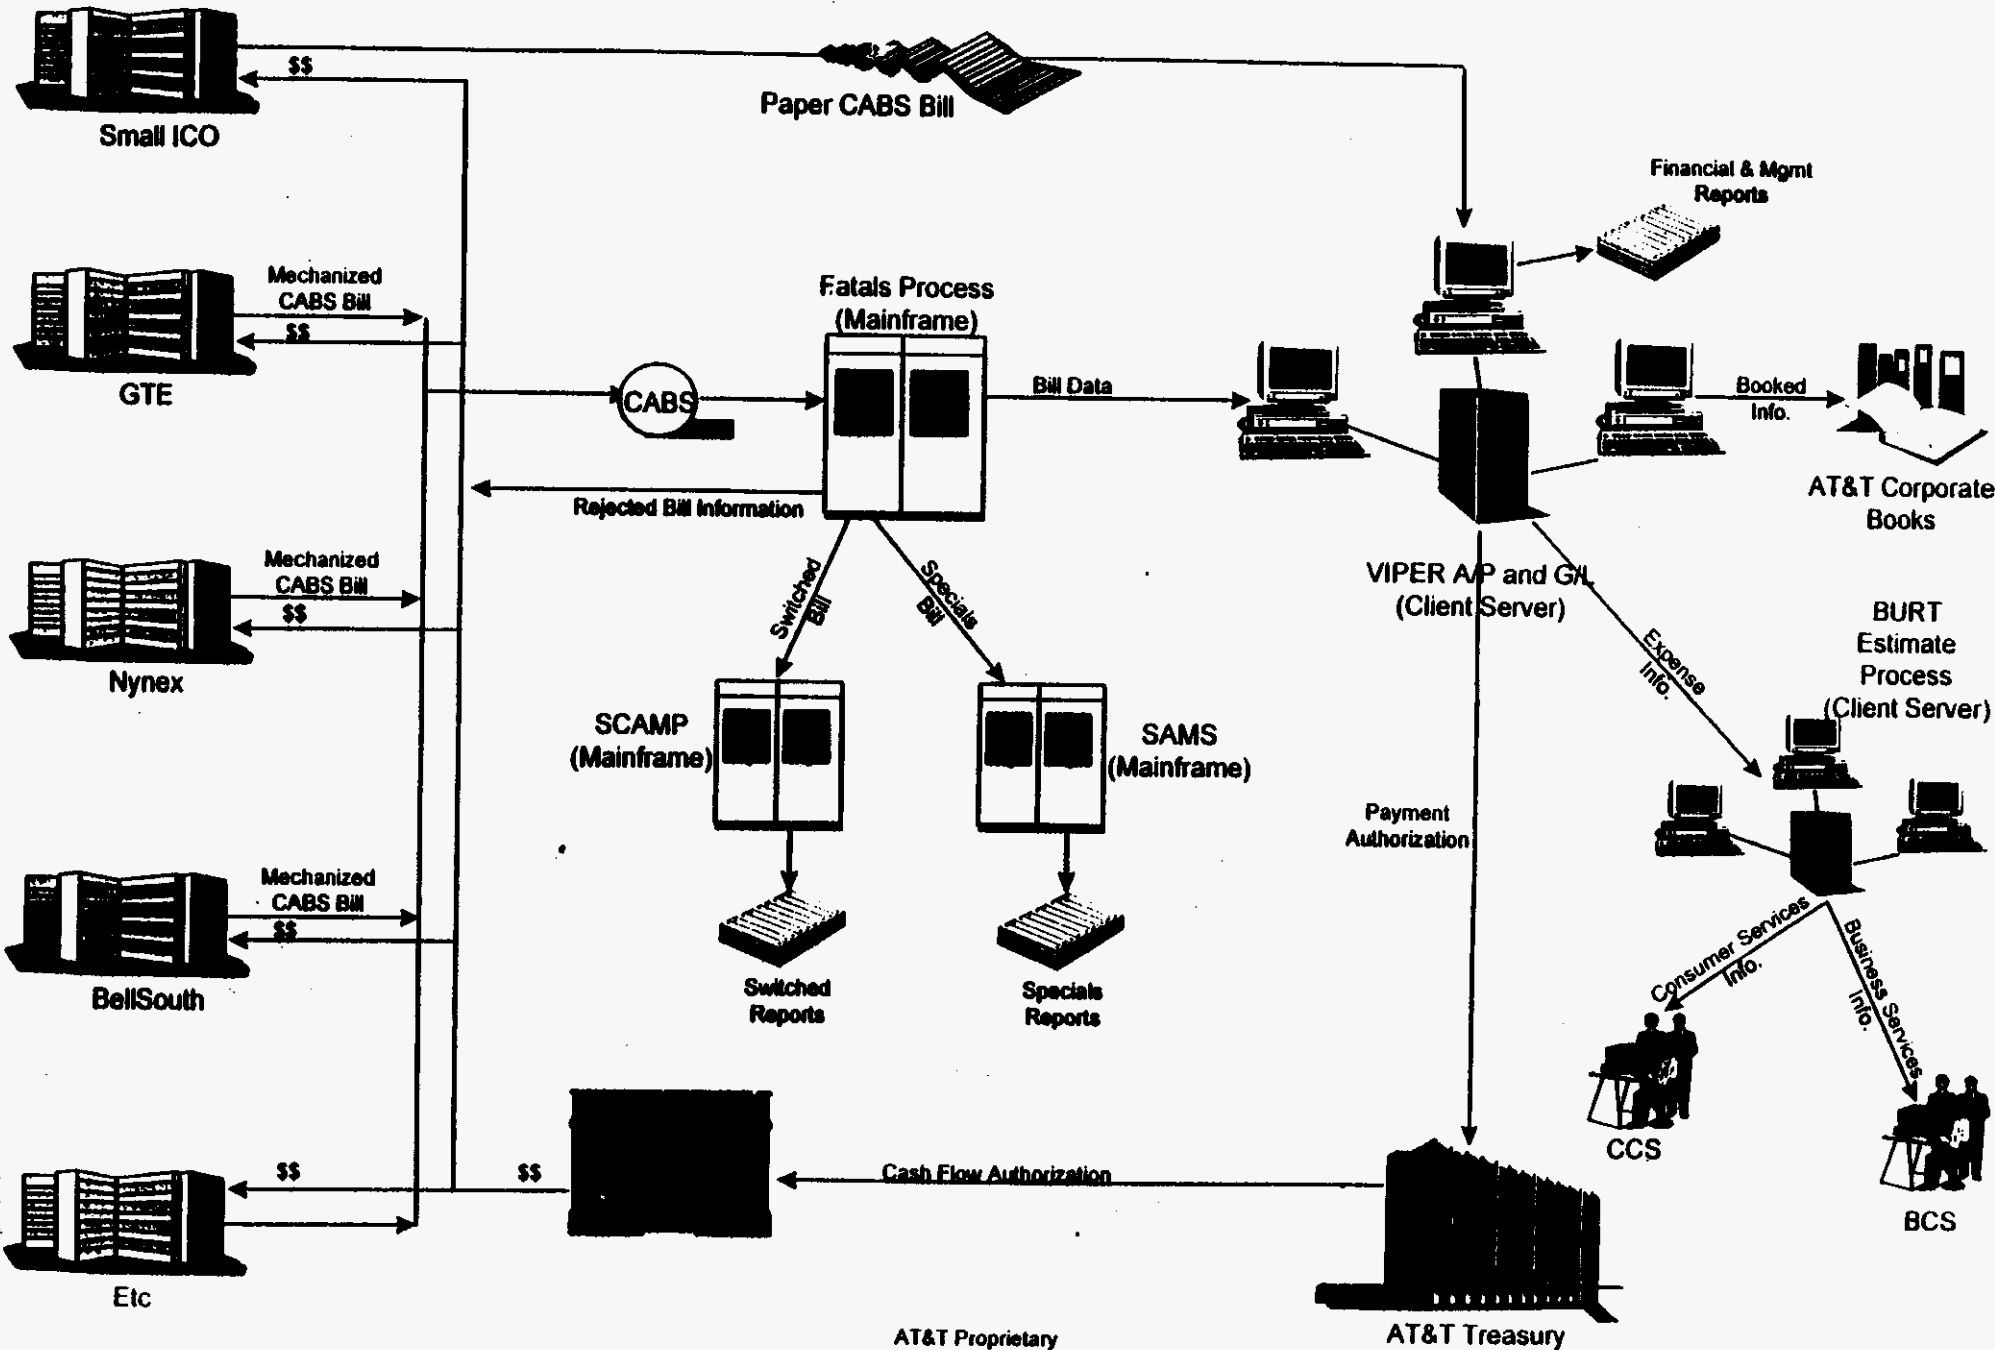 $$
Small ICO
Paper CABS Bill
Financial & Mgmt
Reports
Mechanized
CABS Bill
$$
GTE
Fatals Process
(Mainframe)
CABS
Bill Data
Booked
Info.
AT&T Corporate
Books
Rejected Bill Information
Switched
Bill
Specials
Bill
Mechanized
CABS Bill
$$
Nynex
VIPER A/P and G/L
(Client Server)
Expense
Info.
BURT
Estimate
Process
(Client Server)
SCAMP
(Mainframe)
SAMS
(Mainframe)
Payment
Authorization
Mechanized
CABS Bill
$$
BellSouth
Switched
Reports
Specials
Reports
Consumer Services
Info.
Business Services
Info.
CCS
BCS
$$
$$
Cash Flow Authorization
Etc
AT&T Treasury
AT&T Proprietary